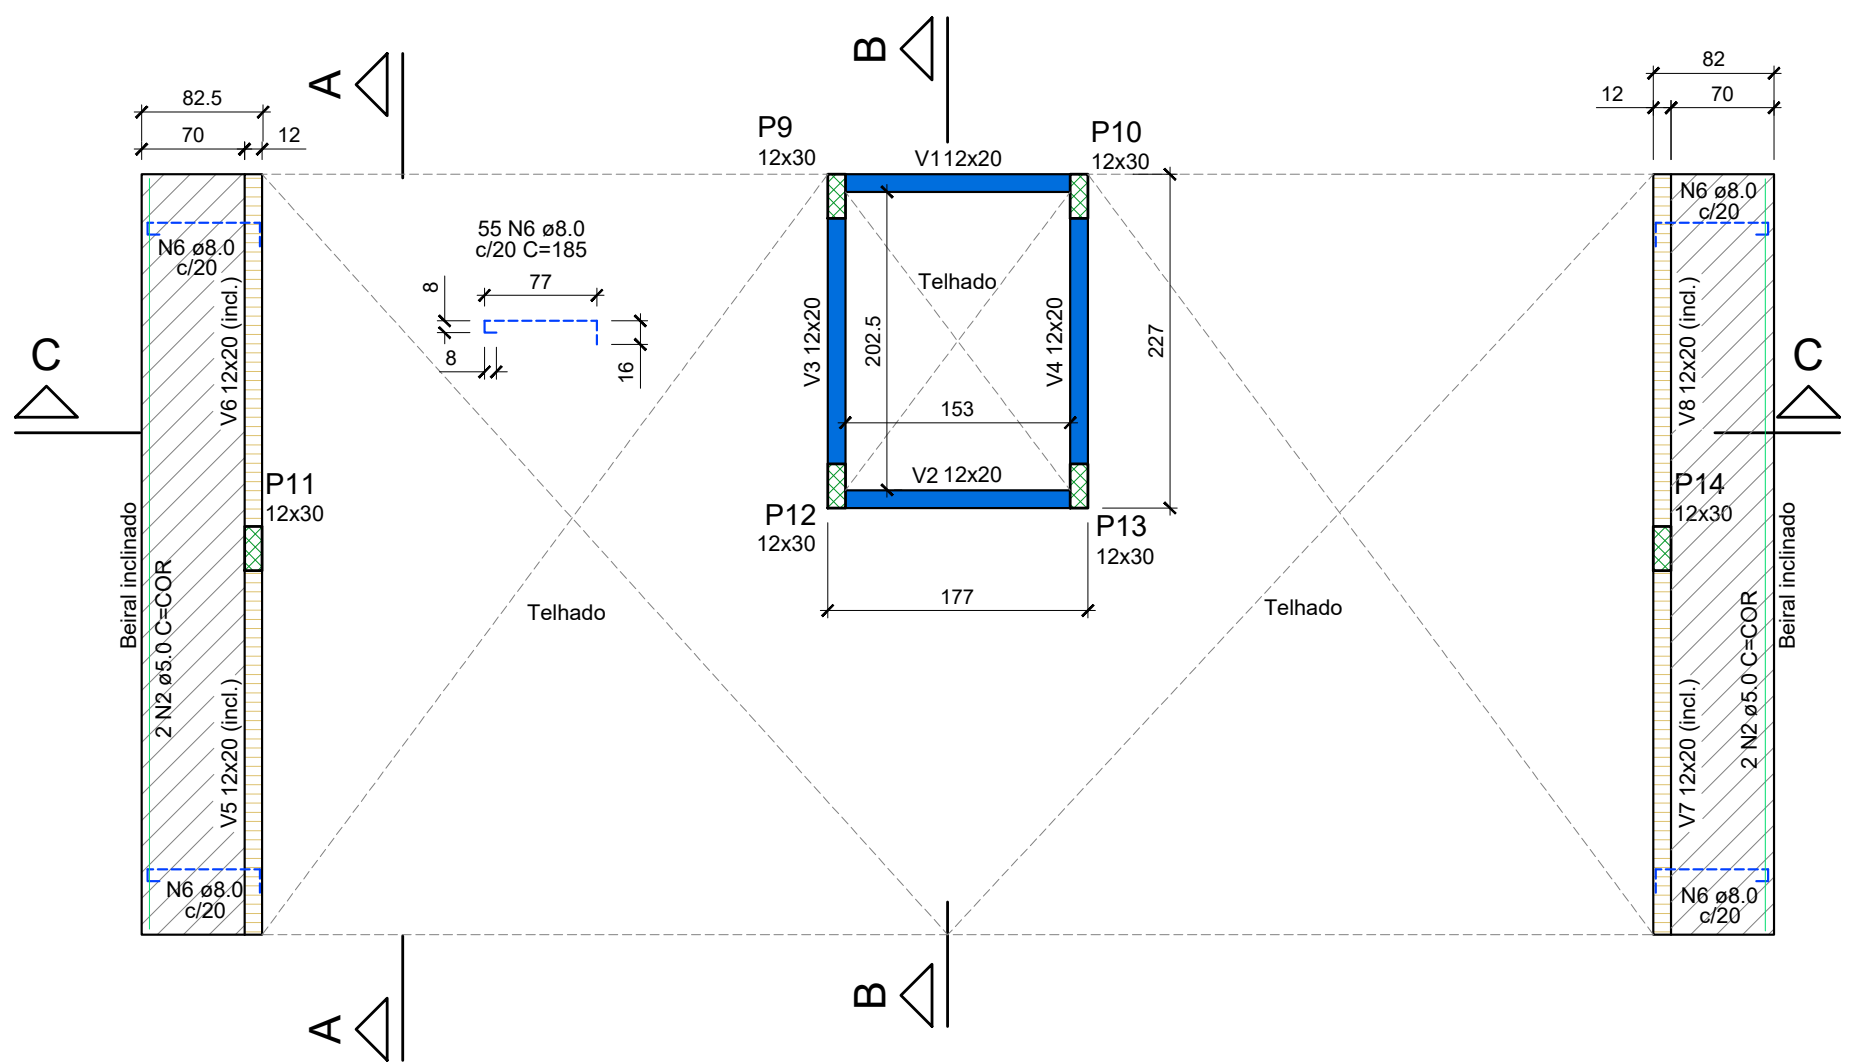 B
82
A
82.5
12
70
P9
P10
70
12
12x30
V112x20
12x30
N6 ø8.0
c/20
55 N6 ø8.0
c/20 C=185
N6 ø8.0
c/20
8
77
Telhado
V6 12x20 (incl.)
V3 12x20
202.5
V4 12x20
227
V8 12x20 (incl.)
C
C
8
16
153
P11
12x30
V2 12x20
P14
12x30
P12
12x30
P13
12x30
Beiral inclinado
2 N2 ø5.0 C=COR
Beiral inclinado
2 N2 ø5.0 C=COR
177
Telhado
Telhado
V5 12x20 (incl.)
V7 12x20 (incl.)
N6 ø8.0
c/20
N6 ø8.0
c/20
B
A